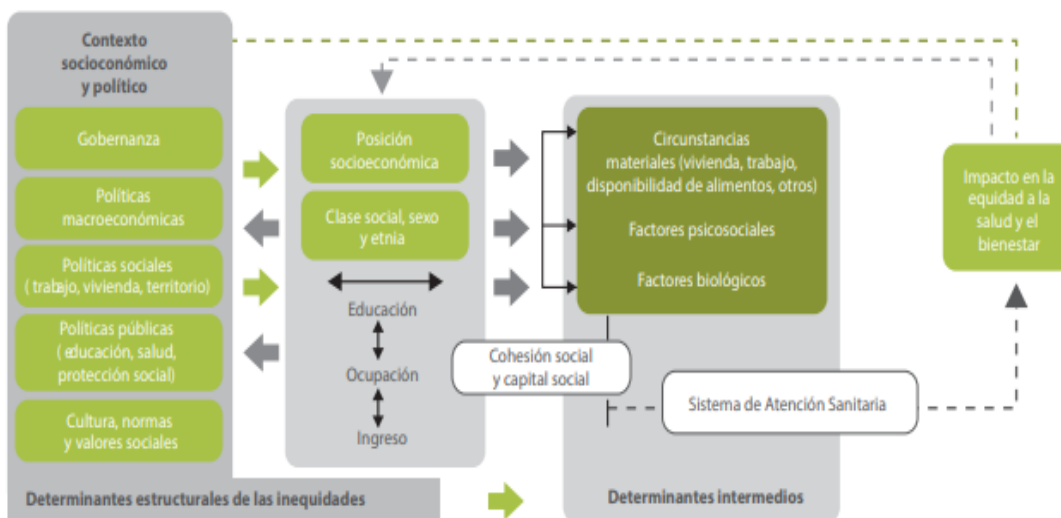 Contexto
socioeconómico
y político
Gobernanza
Políticas
macroeconómicas
Políticas sociales
( trabajo, vivienda, territorio)
Políticas públicas
( educación, salud,
protección social)
Cultura, normas
y valores sociales
Determinantes estructurales de las inequidades
Posición
socioeconómica
Clase social, sexo
y etnia
Educación
Ocupación
Ingreso
Cohesión social
y capital social
Circunstancias
materiales (vivienda, trabajo,
disponibilidad de alimentos, otros)
Factores psicosociales
Factores biológicos
Sistema de Atención Sanitaria
Determinantes intermedios
Impacto en la
equidad a la
salud y el
bienestar